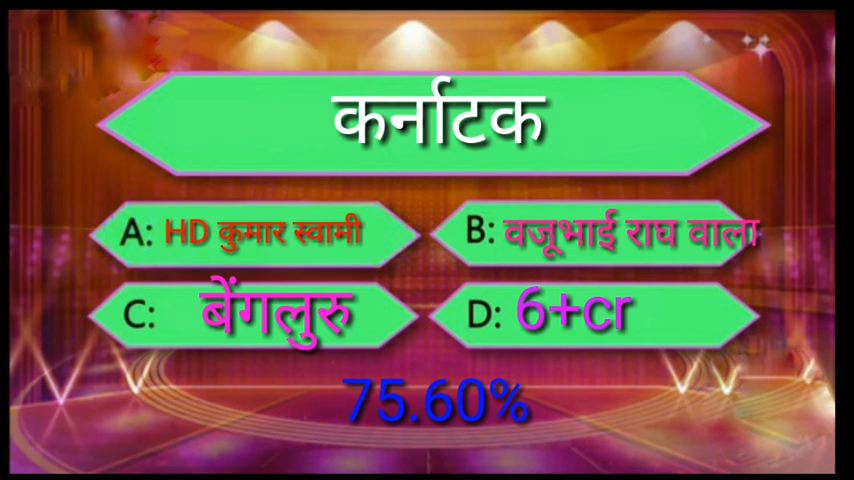 कर्नाटक
A: HD कुमार स्वामी
B: वजूभाई राघ वाला
C: बेंगलुरु
D: 6+cr
75.60%